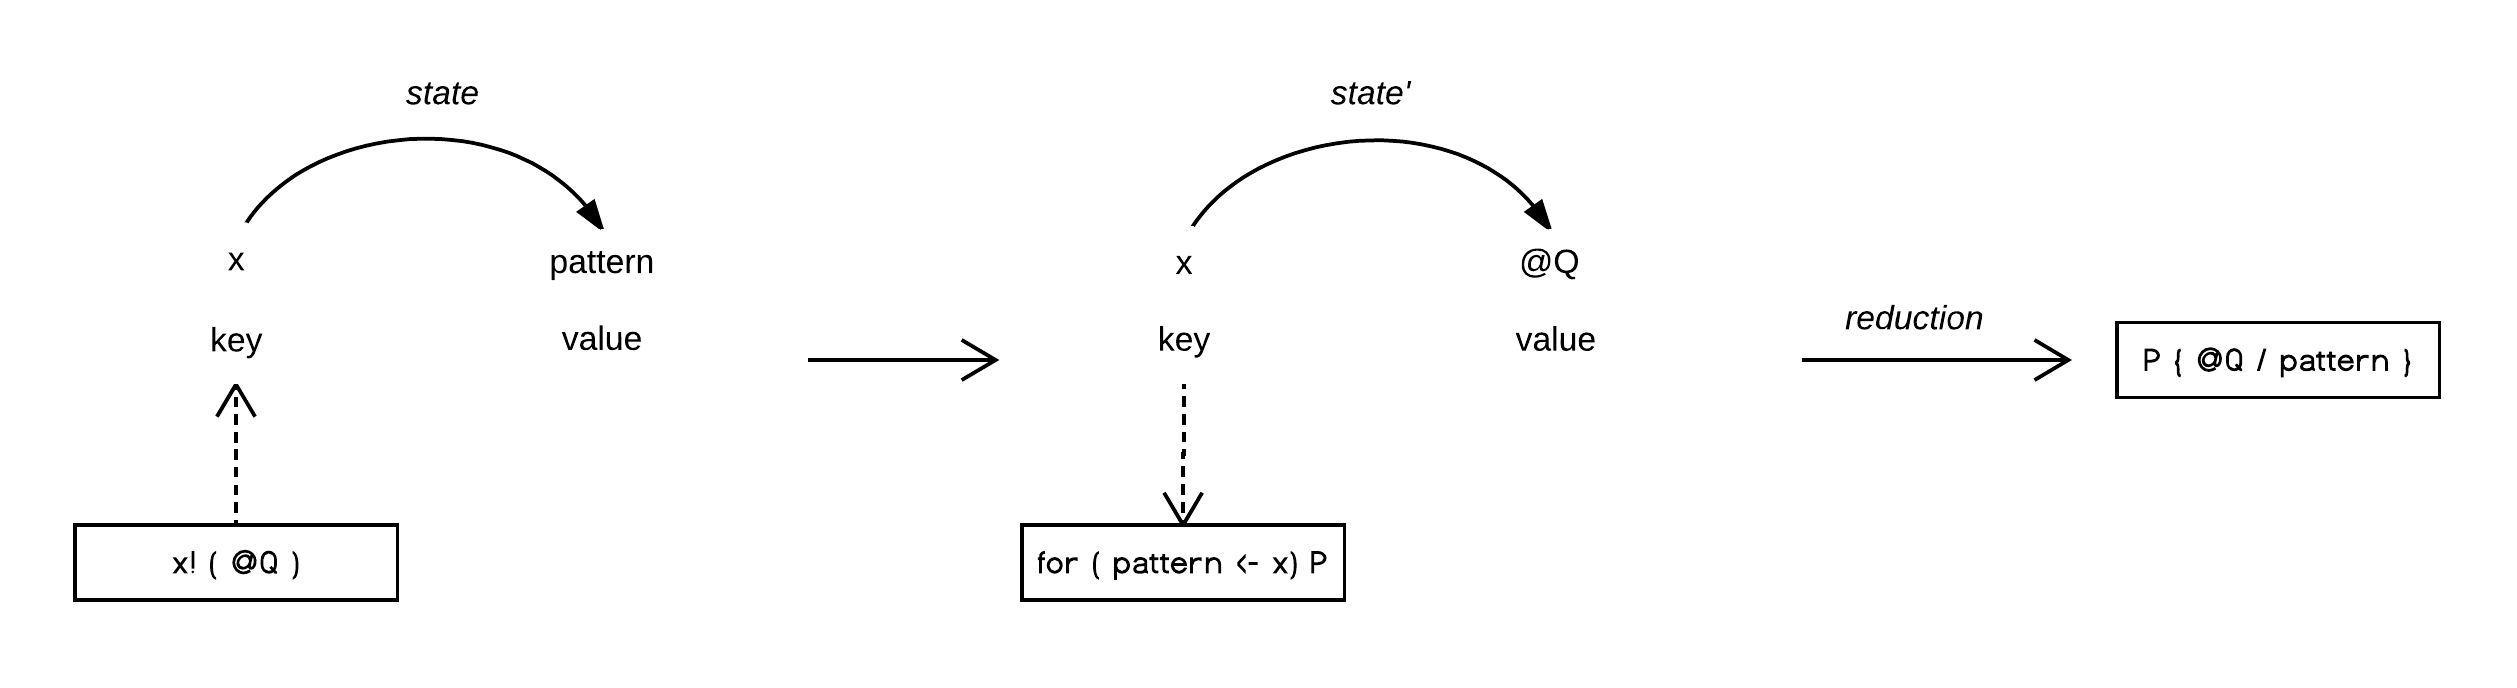 state
x
pattern
key
value
x! ( @Q )
state'
x
@Q
key
value
for ( pattern <- x) P
reduction
P { @Q / pattern }